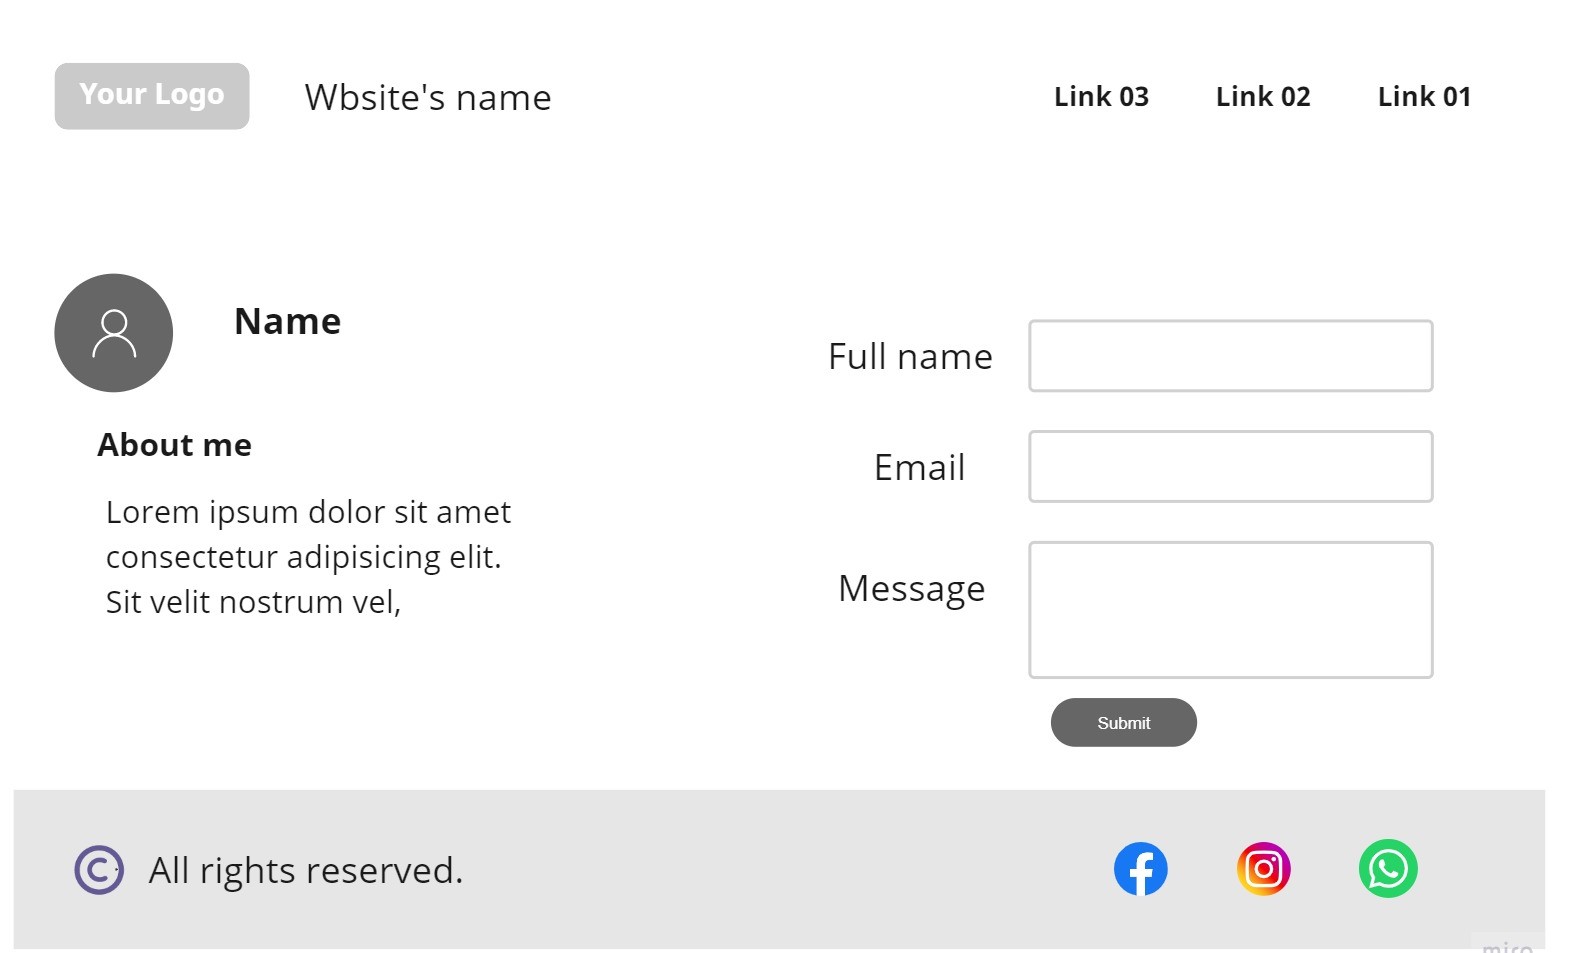 Your Logo
Wbsite's name
Link 03
Link 02
Link 01
Name
About me
Lorem ipsum dolor sit amet
consectetur adipisicing elit.
Sit velit nostrum vel,
Full name
Email
Message
Submit
© All rights reserved.
miro